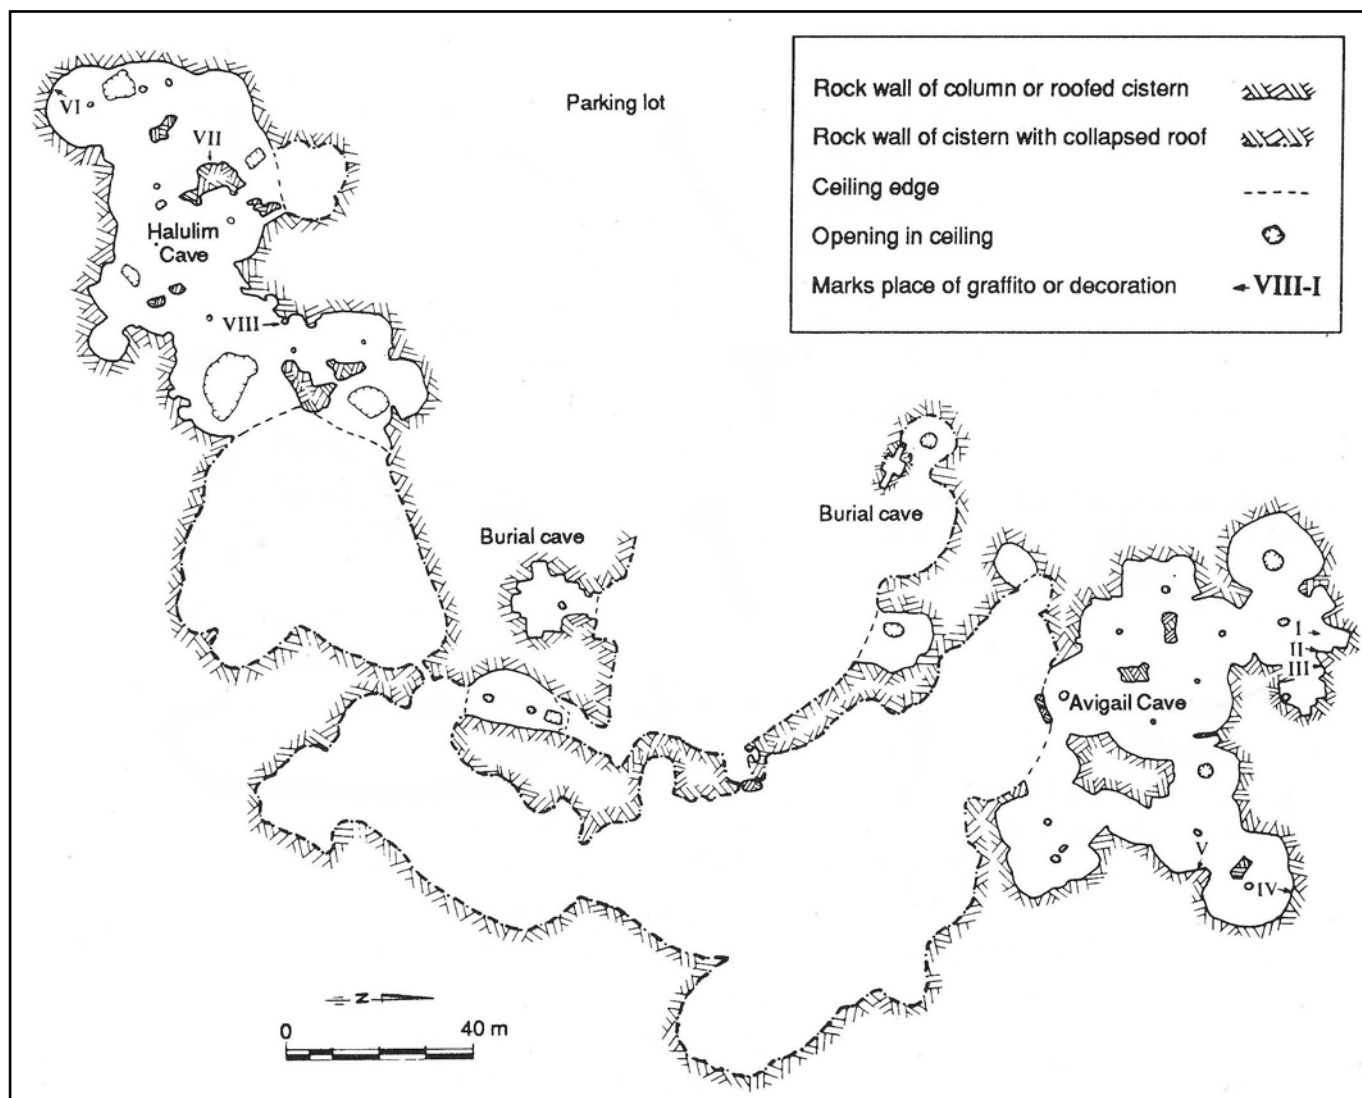 Parking lot
Rock wall of column or roofed cistern
Rock wall of cistern with collapsed roof
Ceiling edge
Opening in ceiling
Marks place of graffito or decoration
VIII-I
VI
VII
Halulim
Cave
VIII
Burial cave
Burial cave
I
II
III
Avigail Cave
V
IV
N
0
40 m